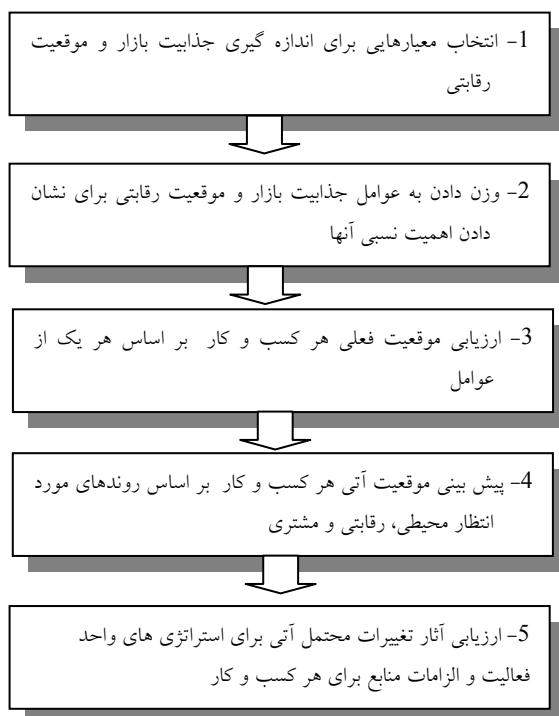 1- انتخاب معیارهایی برای اندازه گیری جذابیت بازار و موقعیت
رقابتی
2- وزن دادن به عوامل جذابیت بازار و موقعیت رقابتی برای نشان
دادن اهمیت نسبی آنها
3- ارزیابی موقعیت فعلی هر کسب و کار بر اساس هر یک از
عوامل
4- پیش بینی موقعیت آتی هر کسب و کار بر اساس روندهای مورد
انتظار محیطی، رقابتی و مشتری
5- ارزیابی آثار تغییرات محتمل آتی برای استراتژی های واحد
فعالیت و الزامات منابع برای هر کسب و کار